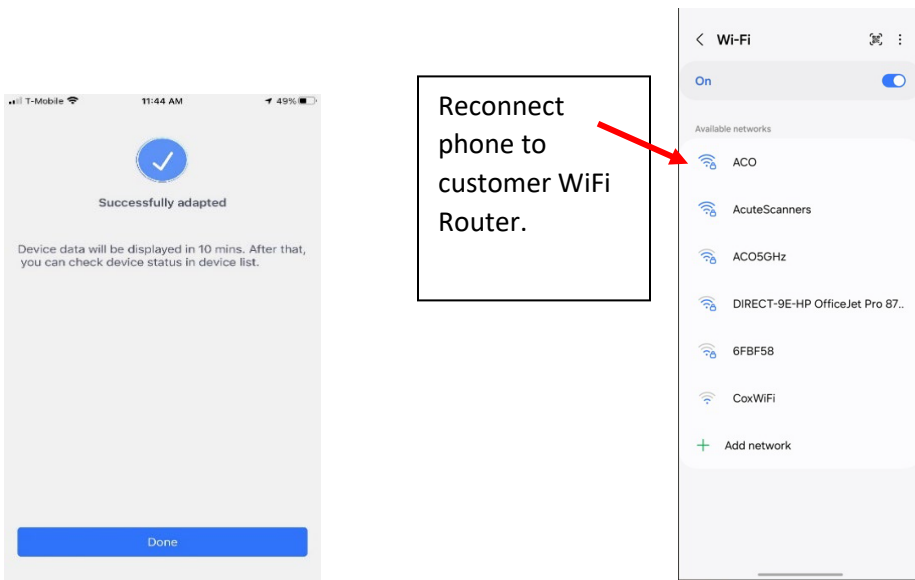 T-Mobile
11:44 AM
49%
Successfully adapted
Device data will be displayed in 10 mins. After that,
you can check device status in device list.
Done
Reconnect
phone to
customer WiFi
Router.
Wi-Fi
On
Available networks
ACO
AcuteScanners
ACO5GHz
DIRECT-9E-HP OfficeJet Pro 87..
6FBF58
CoxWiFi
+ Add network